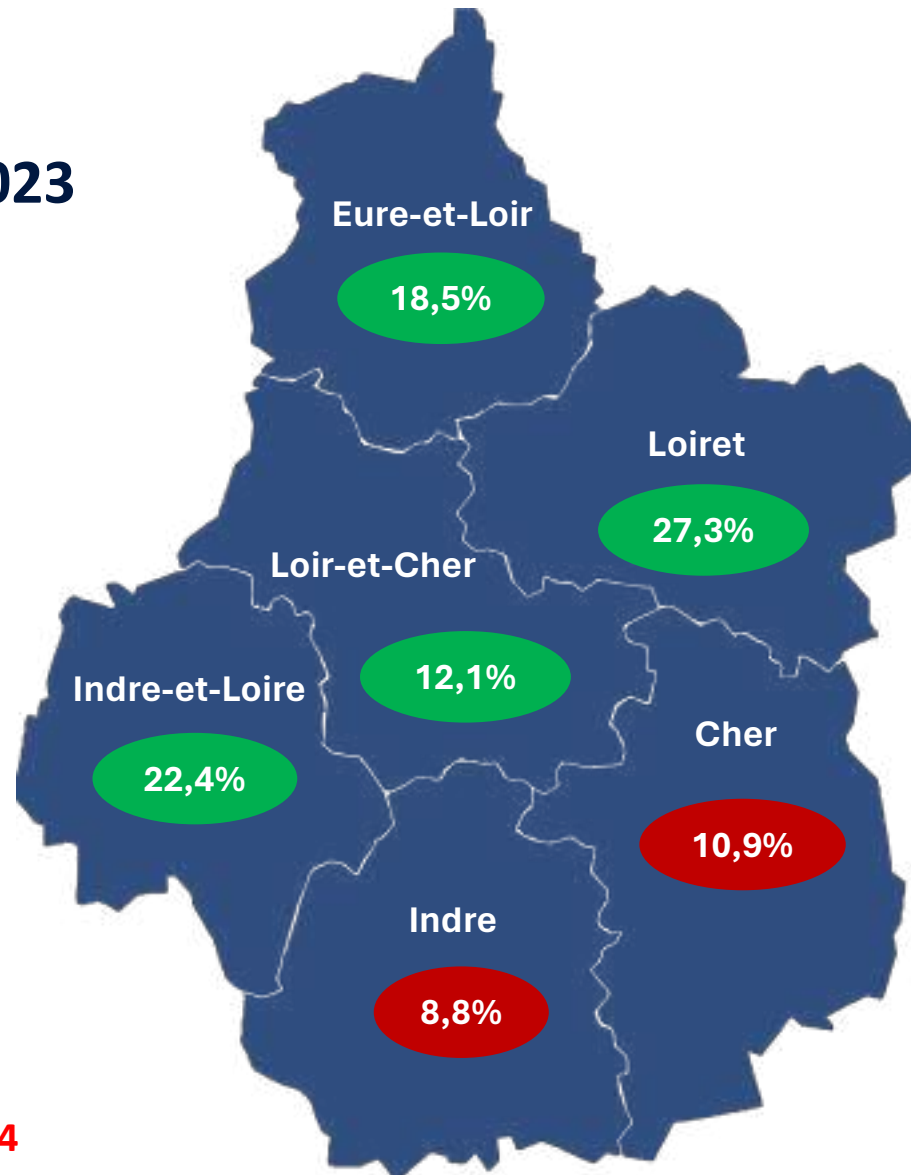 023
Eure-et-Loir
18,5%
Loiret
27,3%
Loir-et-Cher
12,1%
Indre-et-Loire
22,4%
Cher
10,9%
Indre
8,8%
4